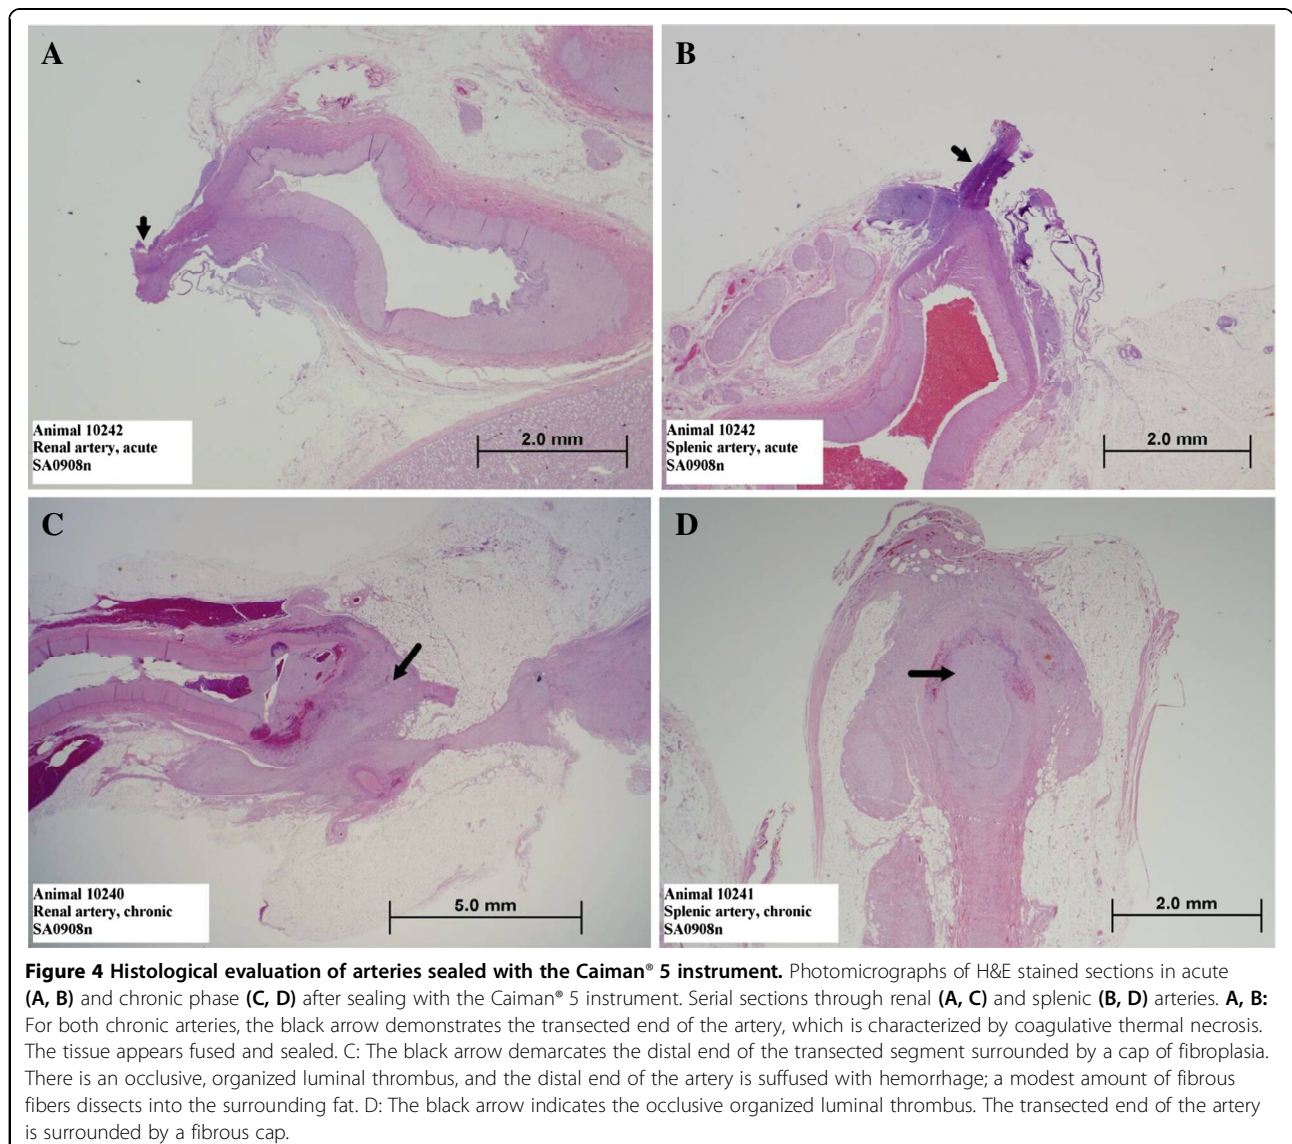 A
B
Animal 10242
Renal artery, acute
SA0908n
2.0 mm
Animal 10242
Splenic artery, acute
SA0908n
2.0 mm
C
D
Animal 10240
Renal artery, chronic
SA0908n
5.0 mm
Animal 10241
Splenic artery, chronic
SA0908n
2.0 mm
Figure 4 Histological evaluation of arteries sealed with the Caiman® 5 instrument. Photomicrographs of H&E stained sections in acute
(A, B) and chronic phase (C, D) after sealing with the Caiman® 5 instrument. Serial sections through renal (A, C) and splenic (B, D) arteries. A, B:
For both chronic arteries, the black arrow demonstrates the transected end of the artery, which is characterized by coagulative thermal necrosis.
The tissue appears fused and sealed. C: The black arrow demarcates the distal end of the transected segment surrounded by a cap of fibroplasia.
There is an occlusive, organized luminal thrombus, and the distal end of the artery is suffused with hemorrhage; a modest amount of fibrous
fibers dissects into the surrounding fat. D: The black arrow indicates the occlusive organized luminal thrombus. The transected end of the artery
is surrounded by a fibrous cap.